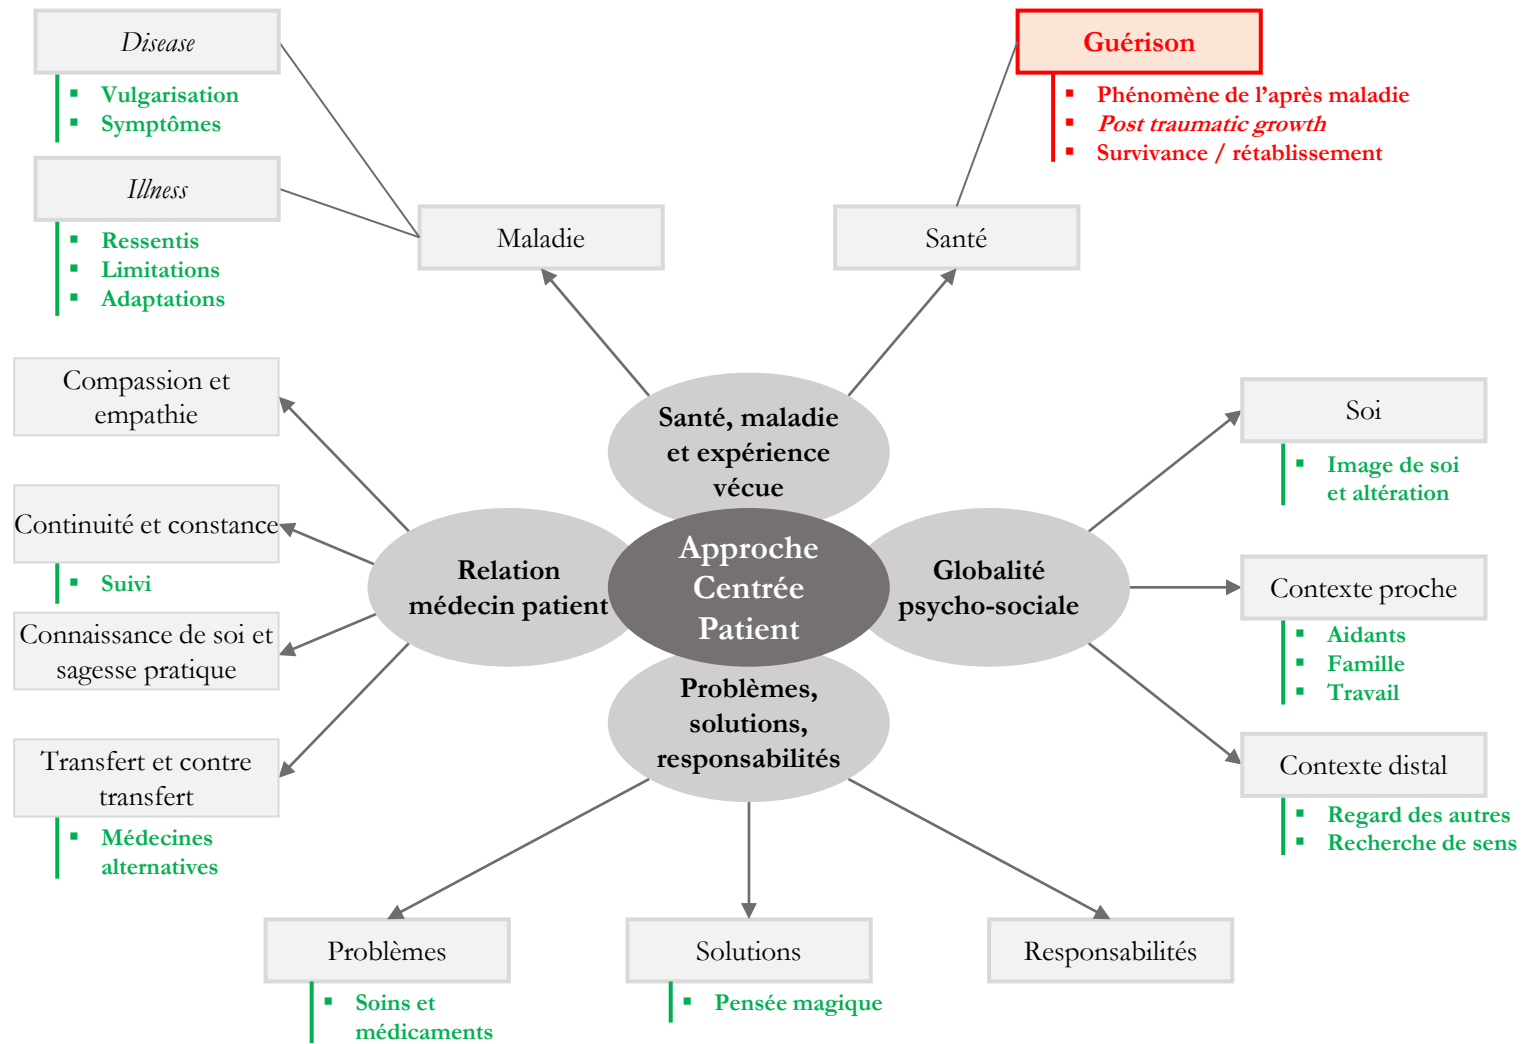 Disease
Vulgarisation
Symptômes
Illness
Ressentis
Limitations
Adaptations
Maladie
Guérison
Phénomène de l'après maladie
Post traumatic growth
Survivance / rétablissement
Santé
Santé, maladie
et expérience
vécue
Compassion et
empathie
Continuité et constance
Suivi
Connaissance de soi et
sagesse pratique
Transfert et contre
transfert
Médecines
alternatives
Relation
médecin patient
Approche
Centrée
Patient
Globalité
psycho-sociale
Soi
Image de soi
et altération
Contexte proche
Aidants
Famille
Travail
Contexte distal
Regard des autres
Recherche de sens
Problèmes,
solutions,
responsabilités
Problèmes
Soins et
médicaments
Solutions
Pensée magique
Responsabilités